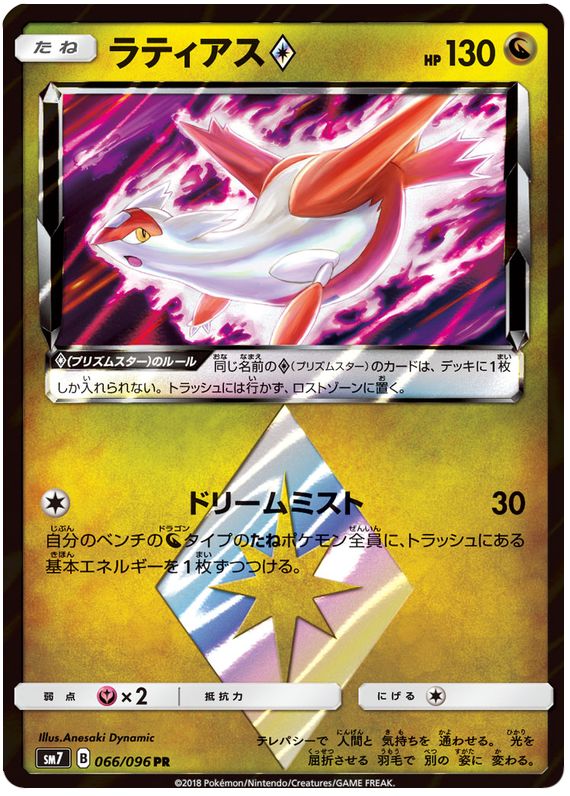 たね ラティアス◇ HP 130
◇(プリズムスター)のルール 同じ名前の◇(プリズムスター)のカードは、デッキに1枚
しか入れられない。トラッシュには行かず、ロストゾーンに置く。
ドリームミスト 30
自分のベンチのタイプのたねポケモン全員に、トラッシュにある
基本エネルギーを1枚ずつつける。
弱点 ×2 抵抗力 にげる
Illus.Anesaki Dynamic
SM7 B 066/096 PR
テレパシーで 人間と 気持ちを 通わせる。 光を
屈折させる 羽毛で 別の 姿に 変わる。
©2018 Pokémon/Nintendo/Creatures/GAME FREAK.